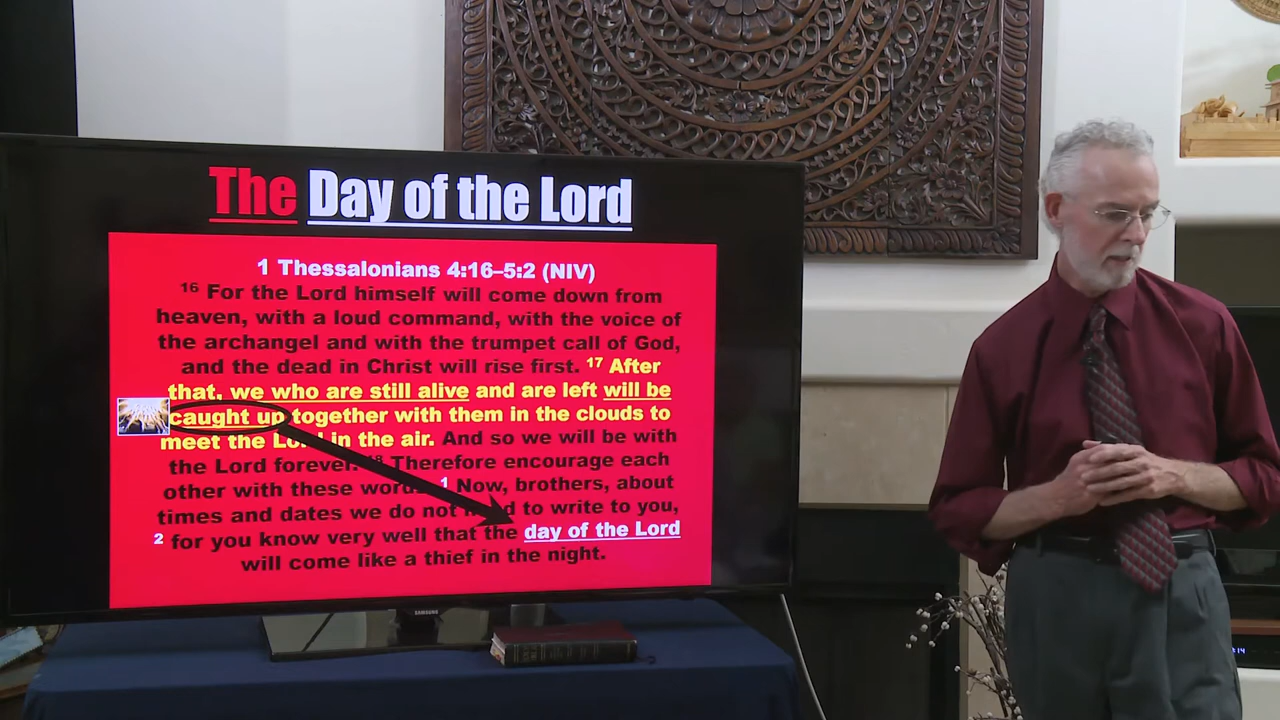 The Day of the Lord
1 Thessalonians 4:16–5:2 (NIV)
16 For the Lord himself will come down from
heaven, with a loud command, with the voice of
the archangel and with the trumpet call of God,
and the dead in Christ will rise first. 17 After
that, we who are still alive and are left will be
caught up together with them in the clouds to
meet the Lord in the air. And so we will be with
the Lord forever. 18 Therefore encourage each
other with these words. 1 Now, brothers, about
times and dates we do not need to write to you,
2 for you know very well that the day of the Lord
will come like a thief in the night.
SAMSUNG